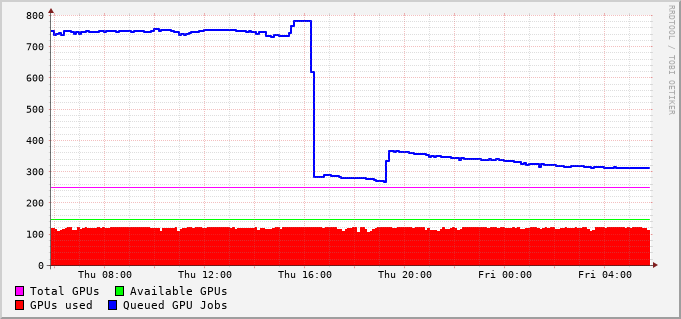 800
700
600
500
400
300
200
100
0
Thu 08:00 Thu 12:00 Thu 16:00 Thu 20:00 Fri 00:00 Fri 04:00
Total GPUs Available GPUs
GPUs used Queued GPU Jobs
RRDTOOL / TOBI OETIKER